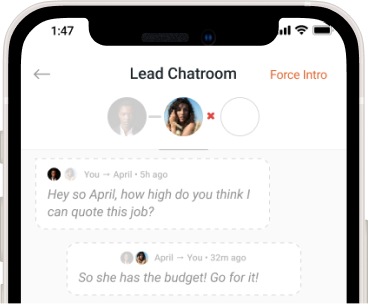 1:47
Lead Chatroom
Force Intro
You → April • 5h ago
Hey so April, how high do you think I
can quote this job?
April → You • 32m ago
So she has the budget! Go for it!